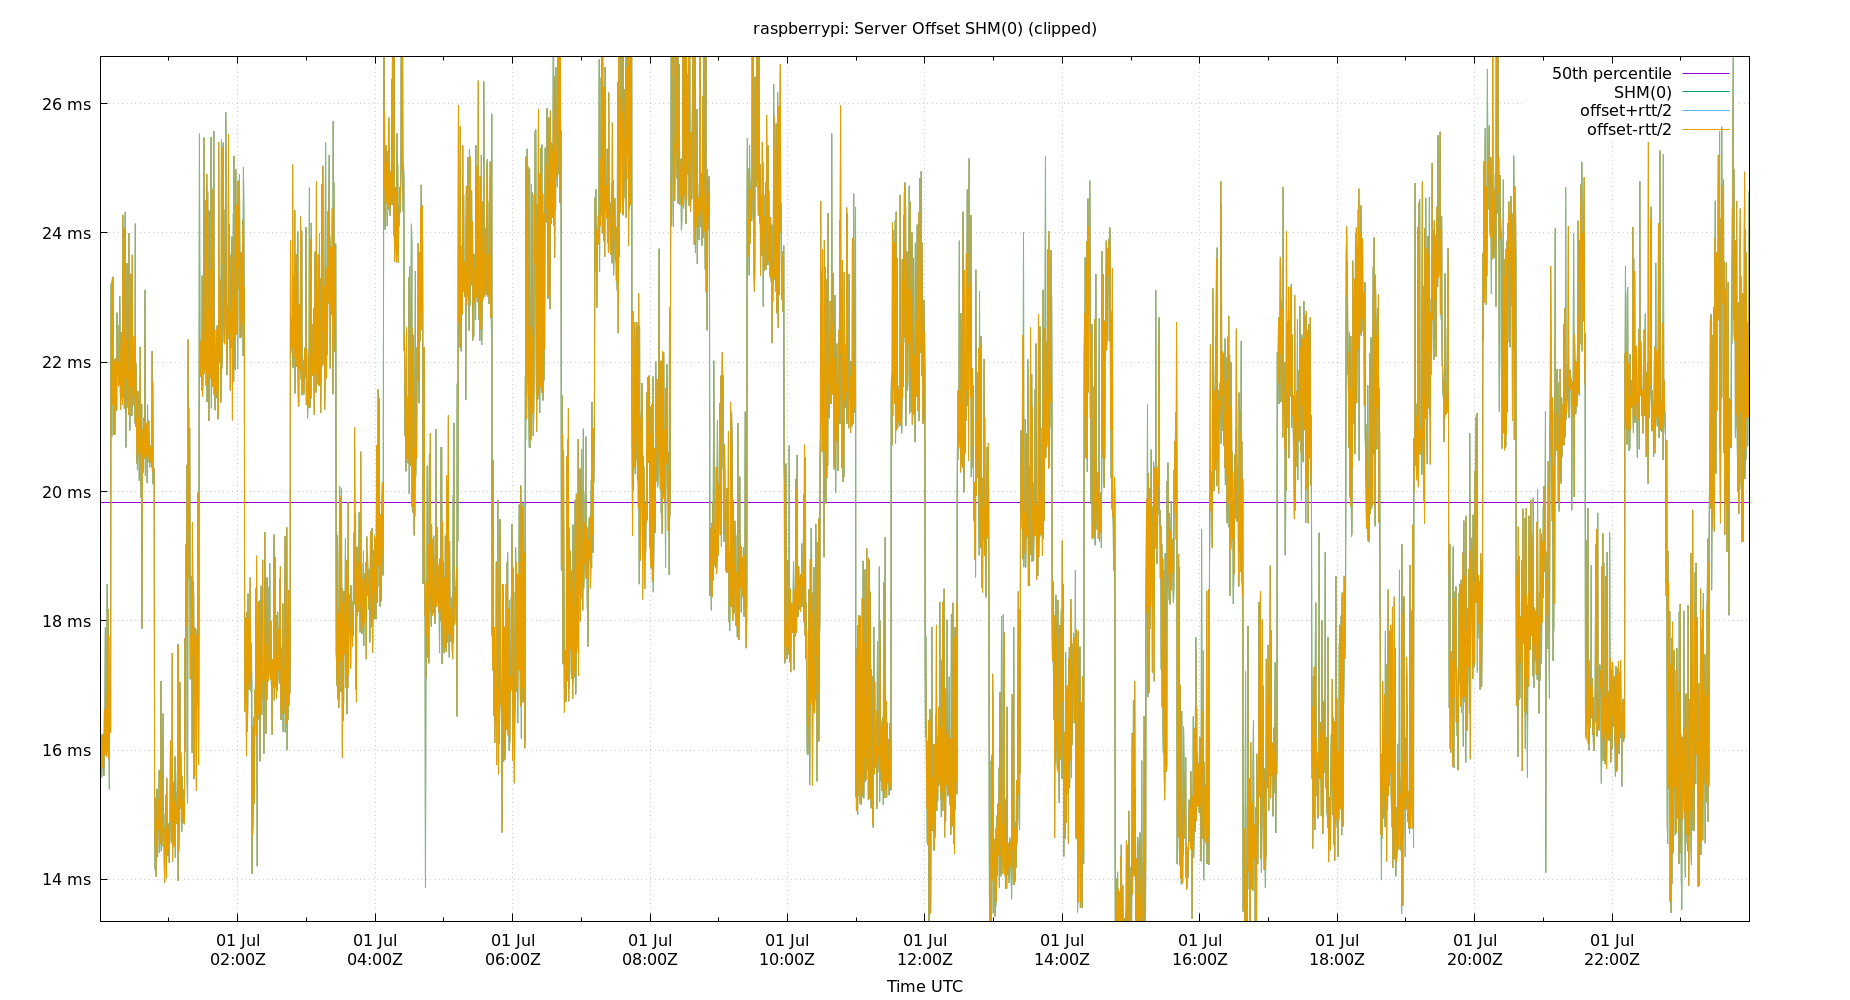 raspberrypi: Server Offset SHM(0) (clipped)
50th percentile
SHM(0)
offset+rtt/2
offset-rtt/2
26 ms
24 ms
22 ms
20 ms
18 ms
16 ms
14 ms
01 Jul 01 Jul 01 Jul 01 Jul 01 Jul 01 Jul 01 Jul 01 Jul 01 Jul 01 Jul 01 Jul
02:00Z 04:00Z 06:00Z 08:00Z 10:00Z 12:00Z 14:00Z 16:00Z 18:00Z 20:00Z 22:00Z
Time UTC